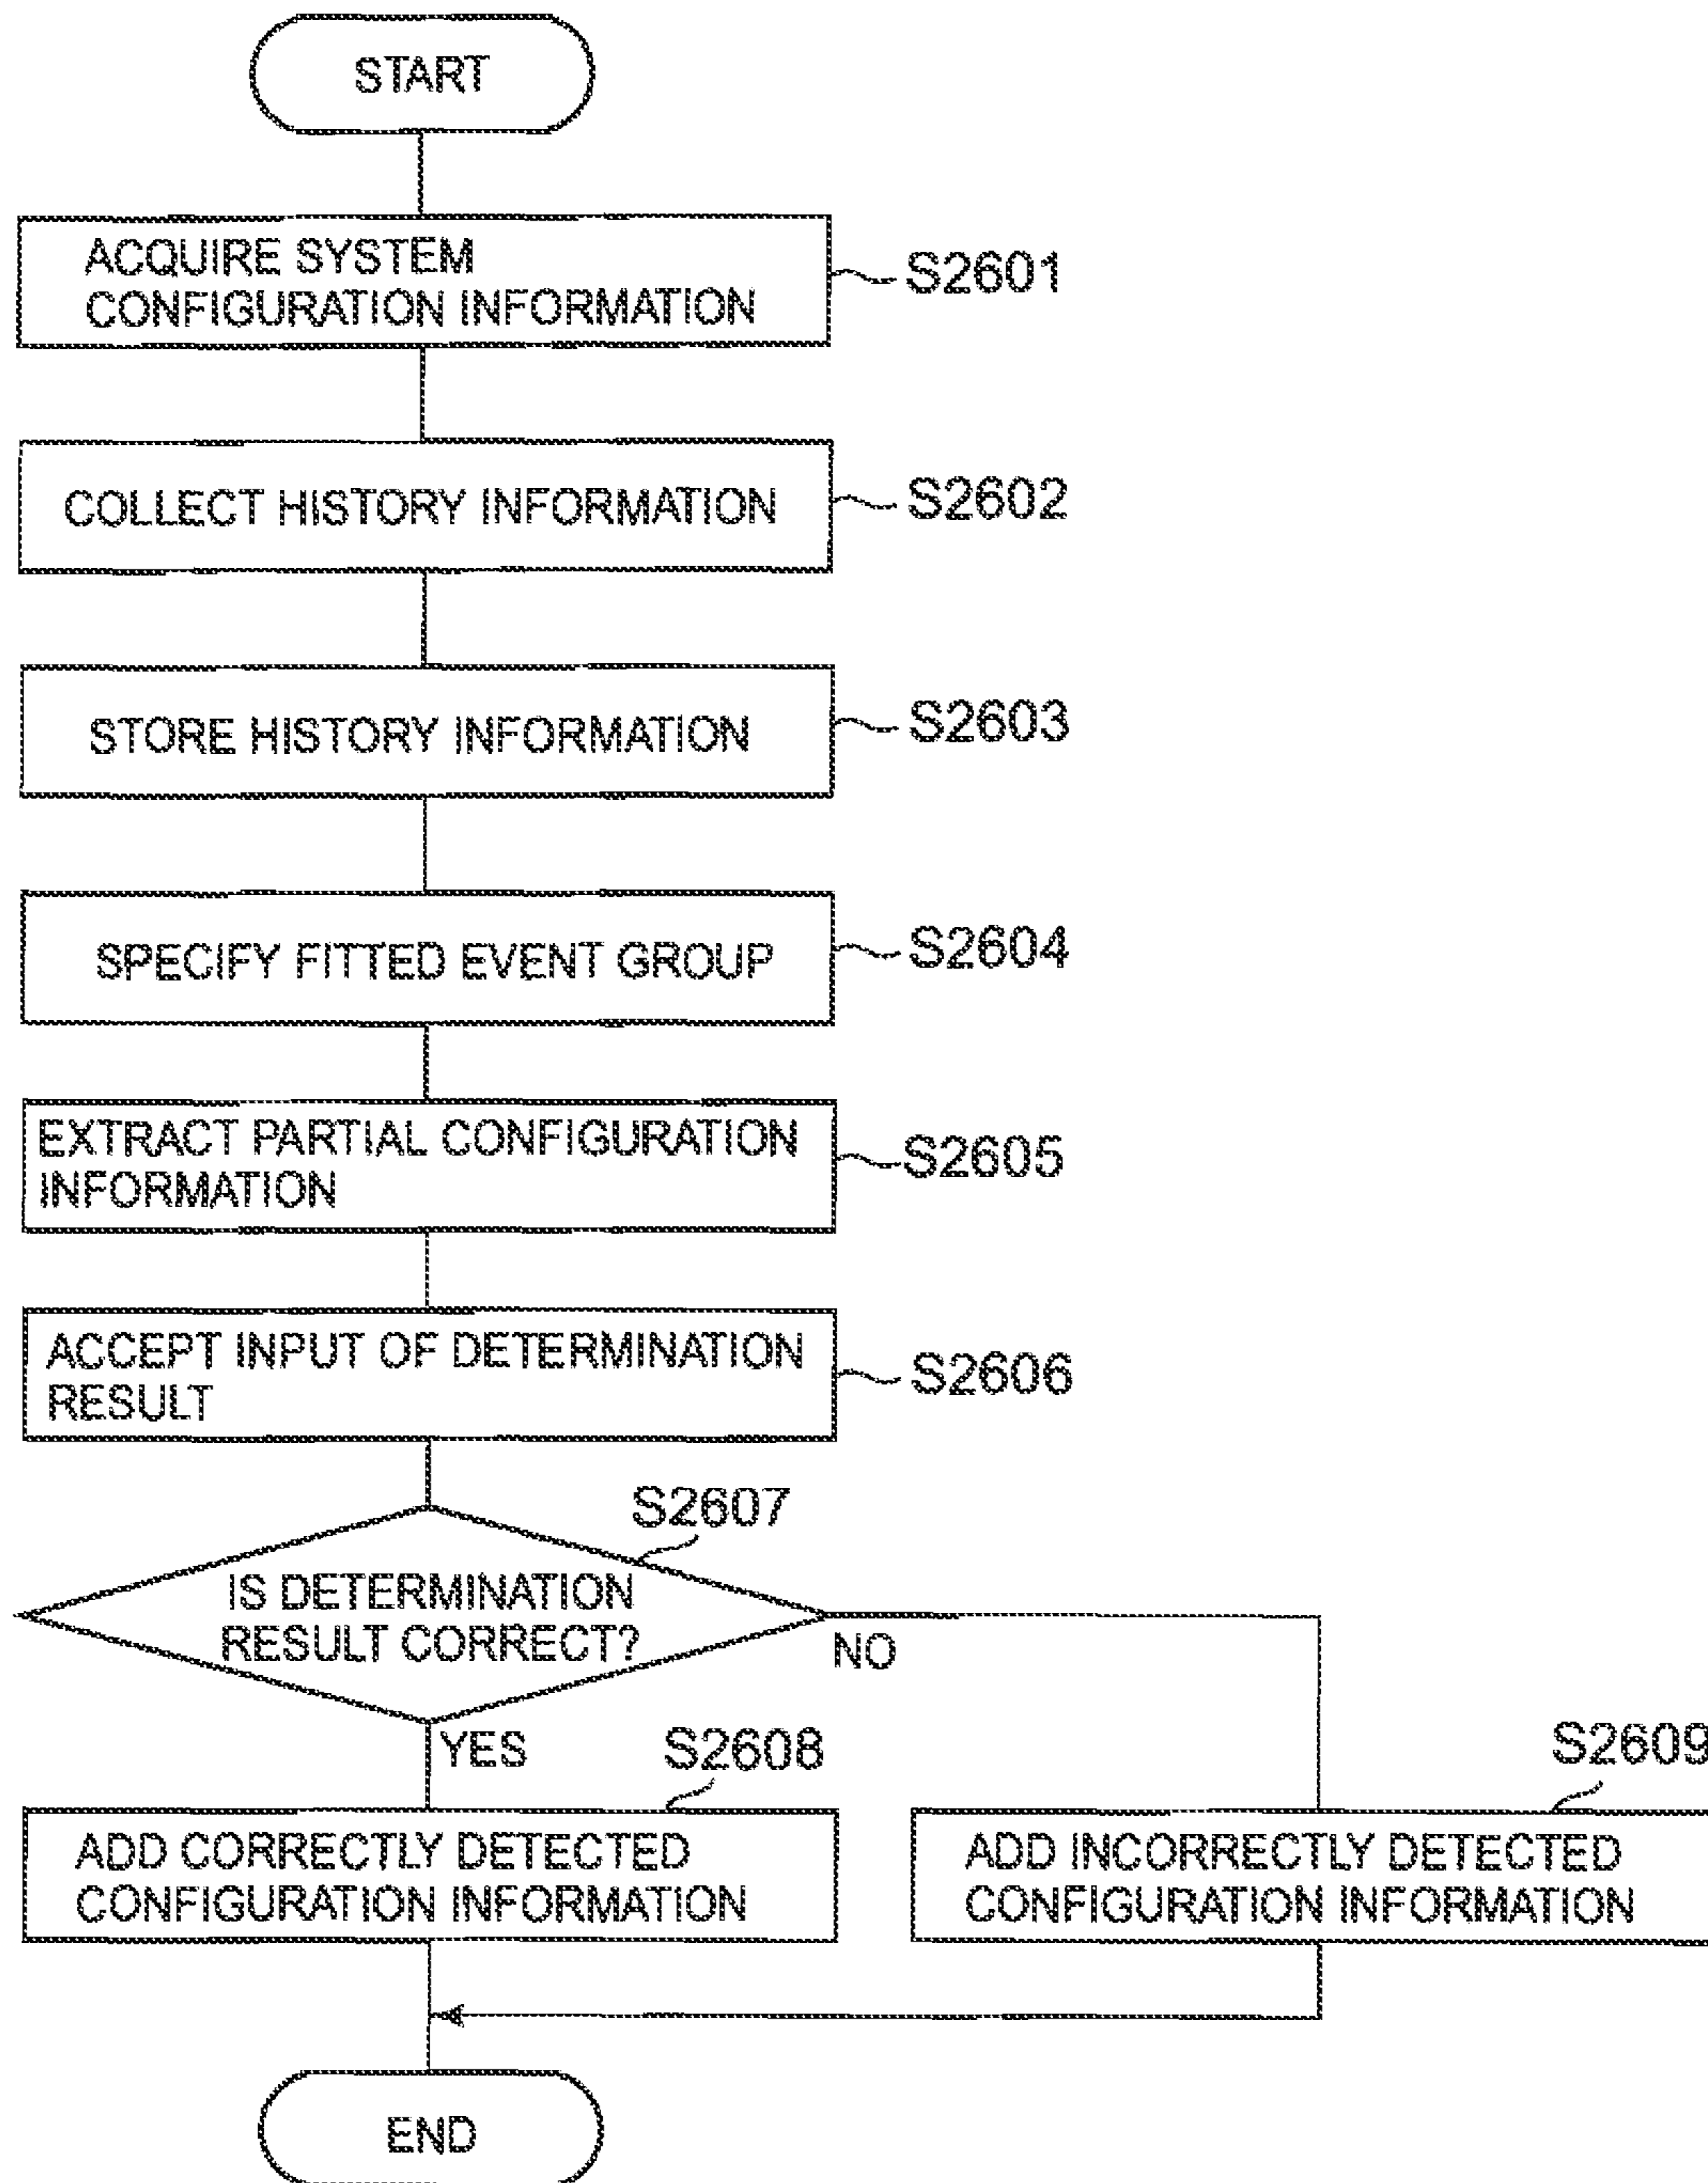 START
ACQUIRE SYSTEM
CONFIGURATION INFORMATION
S2601
COLLECT HISTORY INFORMATION
S2602
STORE HISTORY INFORMATION
S2603
SPECIFY FITTED EVENT GROUP
S2604
EXTRACT PARTIAL CONFIGURATION
INFORMATION
S2605
ACCEPT INPUT OF DETERMINATION
RESULT
S2606
S2607
IS DETERMINATION
RESULT CORRECT?
NO
YES
S2608
S2609
ADD CORRECTLY DETECTED
CONFIGURATION INFORMATION
ADD INCORRECTLY DETECTED
CONFIGURATION INFORMATION
END